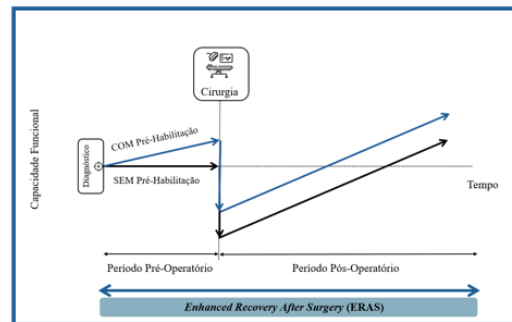 Cirurgia
Capacidade Funcional
Diagnóstico
COM Pré-Habilitação
SEM Pré-Habilitação
Tempo
Período Pré-Operatório
Período Pós-Operatório
Enhanced Recovery After Surgery (ERAS)